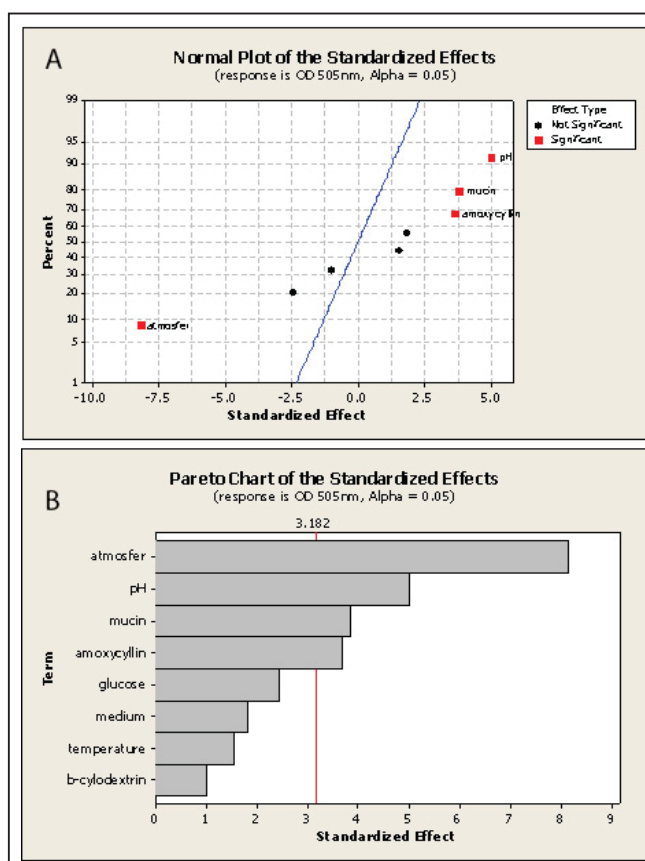 A
Normal Plot of the Standardized Effects
(response is OD 505nm, Alpha = 0.05)
99
95
90
80
70
60
50
40
30
20
10
5
1
Percent
-10.0 -7.5 -5.0 -2.5 0.0 2.5 5.0
Standardized Effect
Effect Type
Not Significant
Significant
pH
mucin
amoxycyllin
atmosfer
B
Pareto Chart of the Standardized Effects
(response is OD 505nm, Alpha = 0.05)
3.182
Term
atmosfer
pH
mucin
amoxycyllin
glucose
medium
temperature
b-cylodextrin
0 1 2 3 4 5 6 7 8 9
Standardized Effect